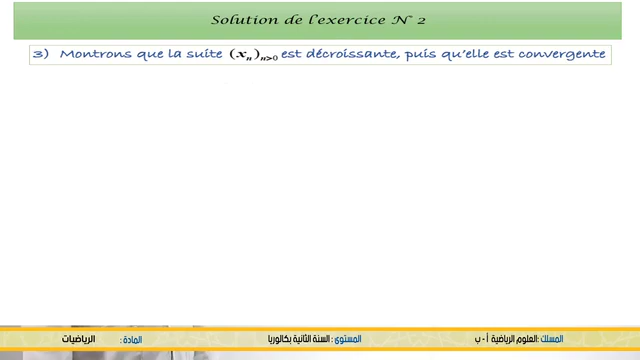 Solution de l'exercice N° 2
3) Montrons que la suite (xₙ)ₙ>0 est décroissante, puis qu'elle est convergente
المسلك :العلوم الرياضية أ - ب المستوى : السنة الثانية بكالوريا المادة : الرياضيات